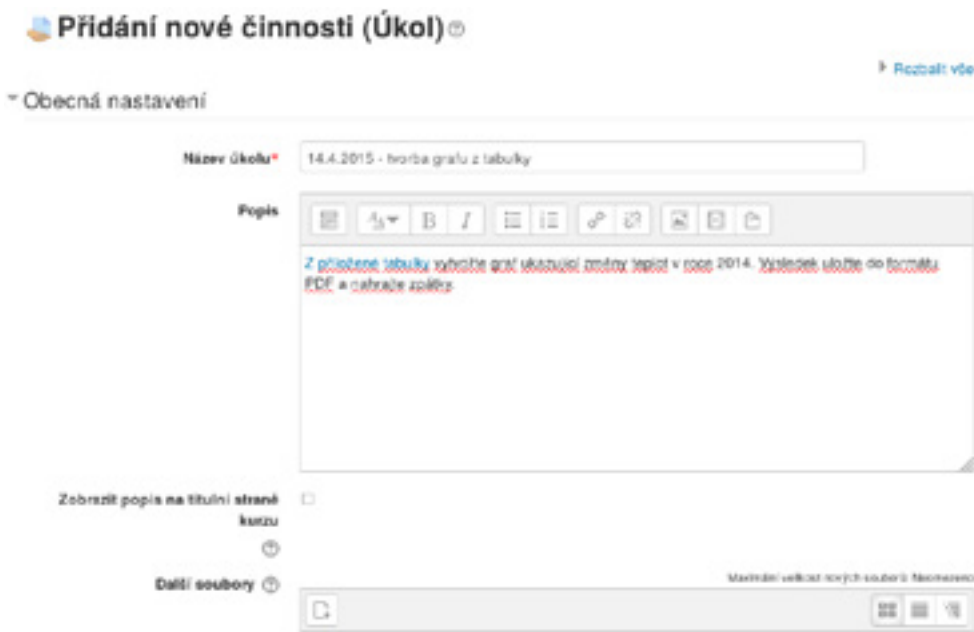 Přidání nové činnosti (Úkol)
Rozbalit vše
Obecná nastavení
Název úkolu*
14.4.2015 - tvorba grafu z tabulky
Popis
B I
Z přiložené tabulky vytvořte graf ukazující změny teplot v roce 2014. Výsledek uložte do formátu
PDF a nahrajte zpátky.
Zobrazit popis na titulní straně
kurzu
Další soubory
Maximální velikost nových souborů: Neomezeno